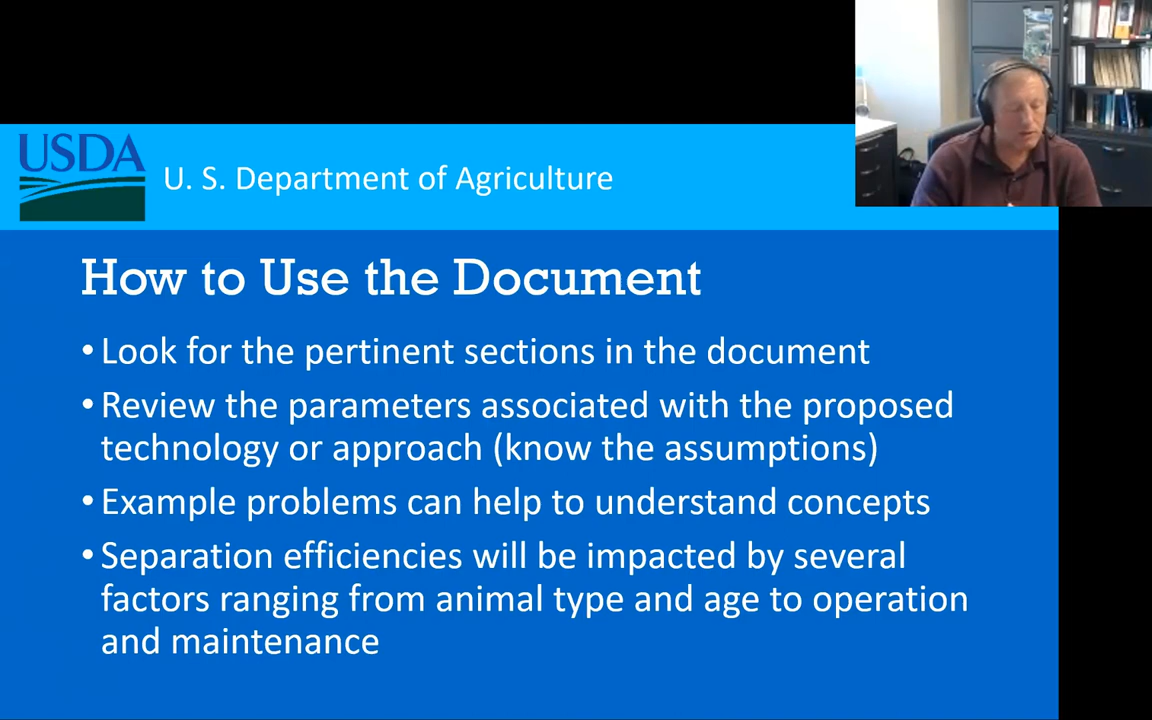 USDA
U. S. Department of Agriculture
How to Use the Document
• Look for the pertinent sections in the document
• Review the parameters associated with the proposed
technology or approach (know the assumptions)
• Example problems can help to understand concepts
• Separation efficiencies will be impacted by several
factors ranging from animal type and age to operation
and maintenance